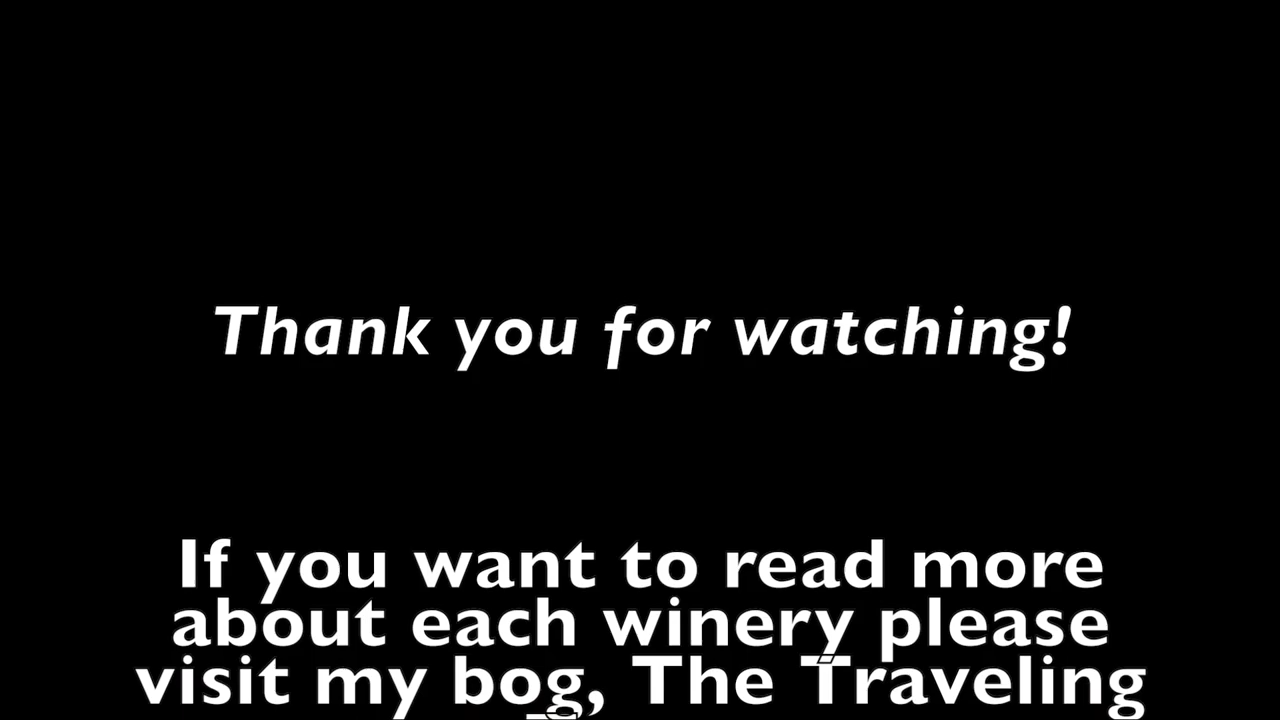 Thank you for watching!
If you want to read more
about each winery please
visit my bog, The Traveling